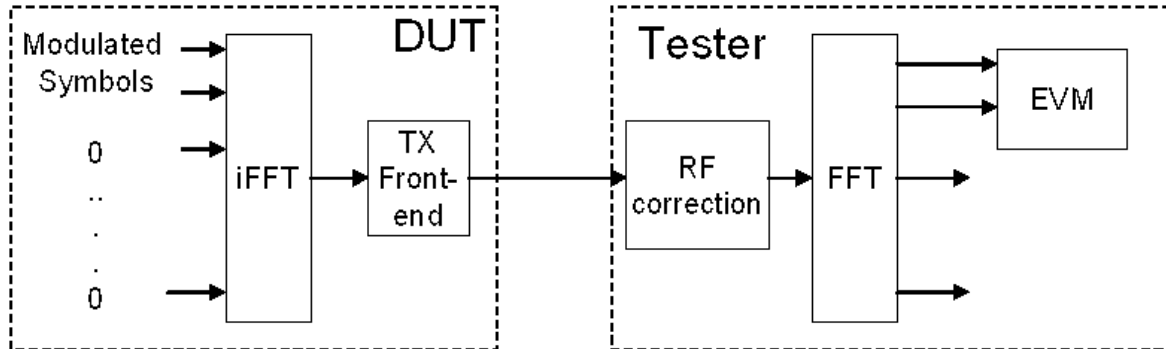 DUT
Modulated
Symbols
0
..
.
.
0
iFFT
TX
Front-
end
Tester
RF
correction
FFT
EVM